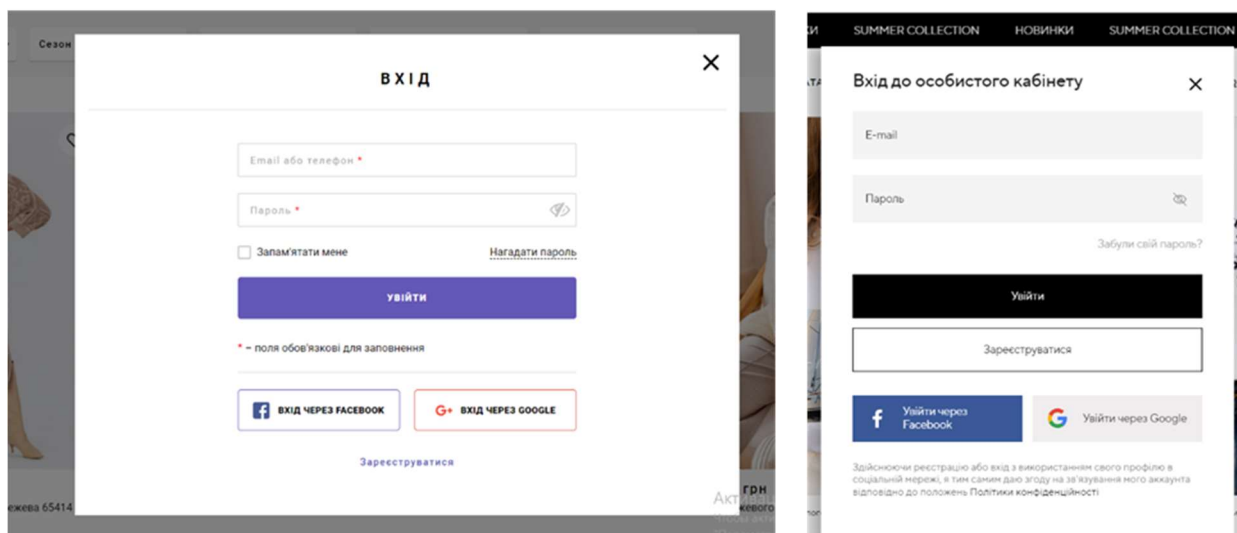 Сезон
ВХІД
Email або телефон *
Пароль *
Запам'ятати мене
Нагадати пароль
УВІЙТИ
* – поля обов'язкові для заповнення
ВХІД ЧЕРЕЗ FACEBOOK
G+ ВХІД ЧЕРЕЗ GOOGLE
Зареєструватися
ежева 65414
ГРН
SUMMER COLLECTION НОВИНКИ SUMMER COLLECTION
Вхід до особистого кабінету
E-mail
Пароль
Забули свій пароль?
Увійти
Зареєструватися
Увійти через
Facebook
Увійти через Google
Здійснюючи реєстрацію або вхід з використанням свого профілю в
соціальній мережі, я тим самим даю згоду на зв'язування мого аккаунта
відповідно до положень Політики конфіденційності